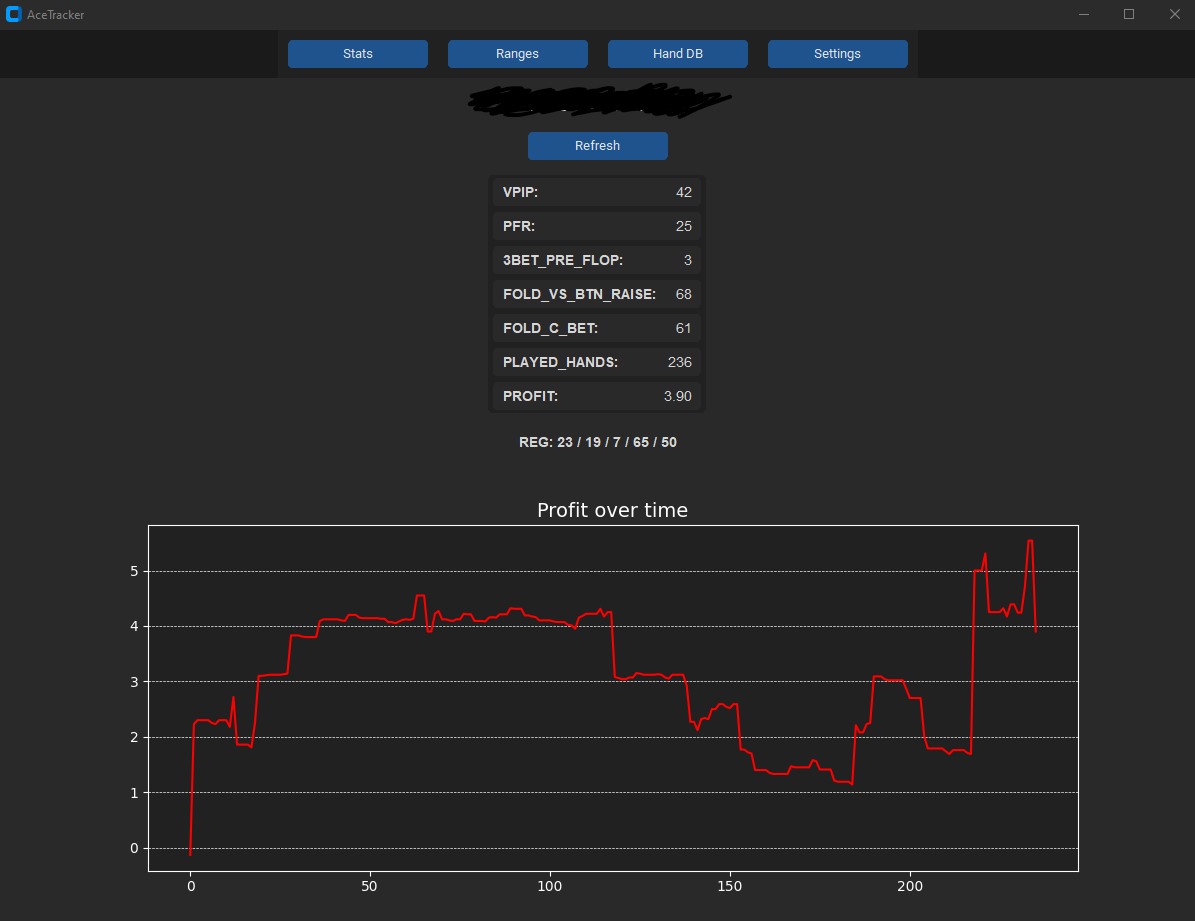 AceTracker
Stats Ranges Hand DB Settings
Refresh
VPIP: 42
PFR: 25
3BET_PRE_FLOP: 3
FOLD_VS_BTN_RAISE: 68
FOLD_C_BET: 61
PLAYED_HANDS: 236
PROFIT: 3.90
REG: 23 / 19 / 7 / 65 / 50
Profit over time
5
4
3
2
1
0
0 50 100 150 200